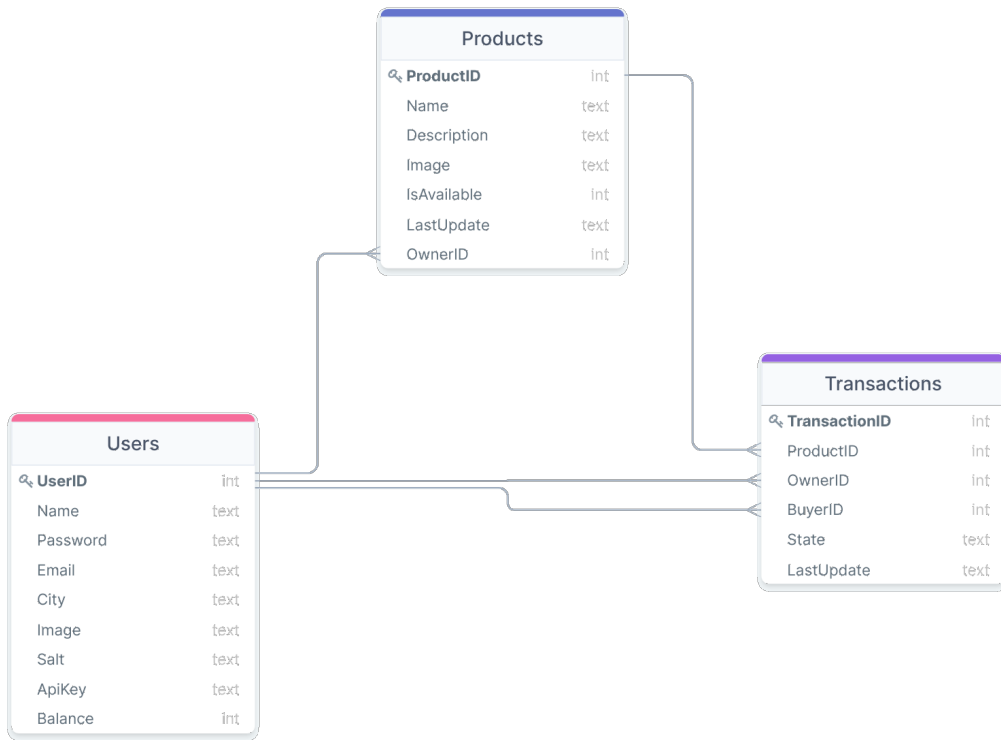 Products
ProductID int
Name text
Description text
Image text
IsAvailable int
LastUpdate text
OwnerID int
Transactions
TransactionID int
ProductID int
OwnerID int
BuyerID int
State text
LastUpdate text
Users
UserID int
Name text
Password text
Email text
City text
Image text
Salt text
ApiKey text
Balance int